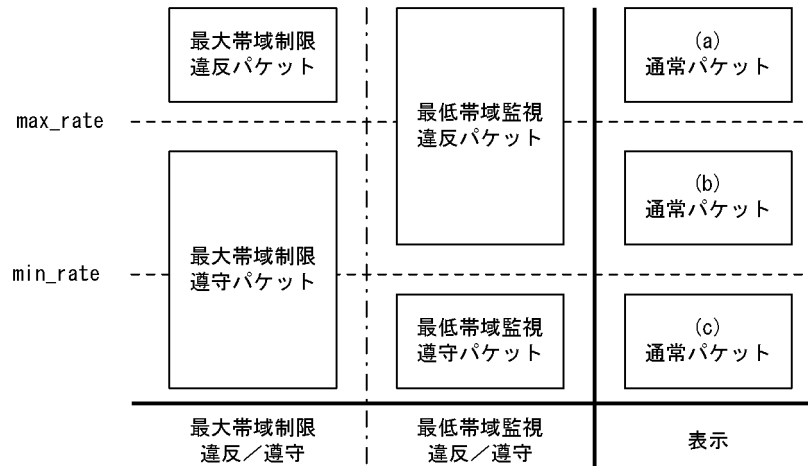 最大帯域制限
違反パケット
最低帯域監視
違反パケット
(a)
通常パケット
max_rate
(b)
通常パケット
最大帯域制限
遵守パケット
min_rate
最低帯域監視
遵守パケット
(c)
通常パケット
最大帯域制限
違反／遵守
最低帯域監視
違反／遵守
表示